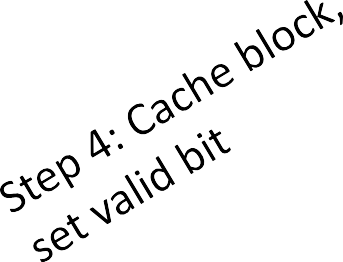 Step 4: Cache block,
set valid bit